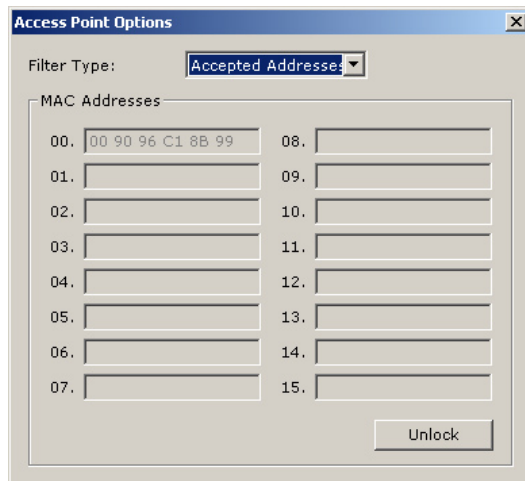 Access Point Options
Filter Type: Accepted Addresses
MAC Addresses
00. 00 90 96 C1 8B 99 08.
01. 09.
02. 10.
03. 11.
04. 12.
05. 13.
06. 14.
07. 15.
Unlock